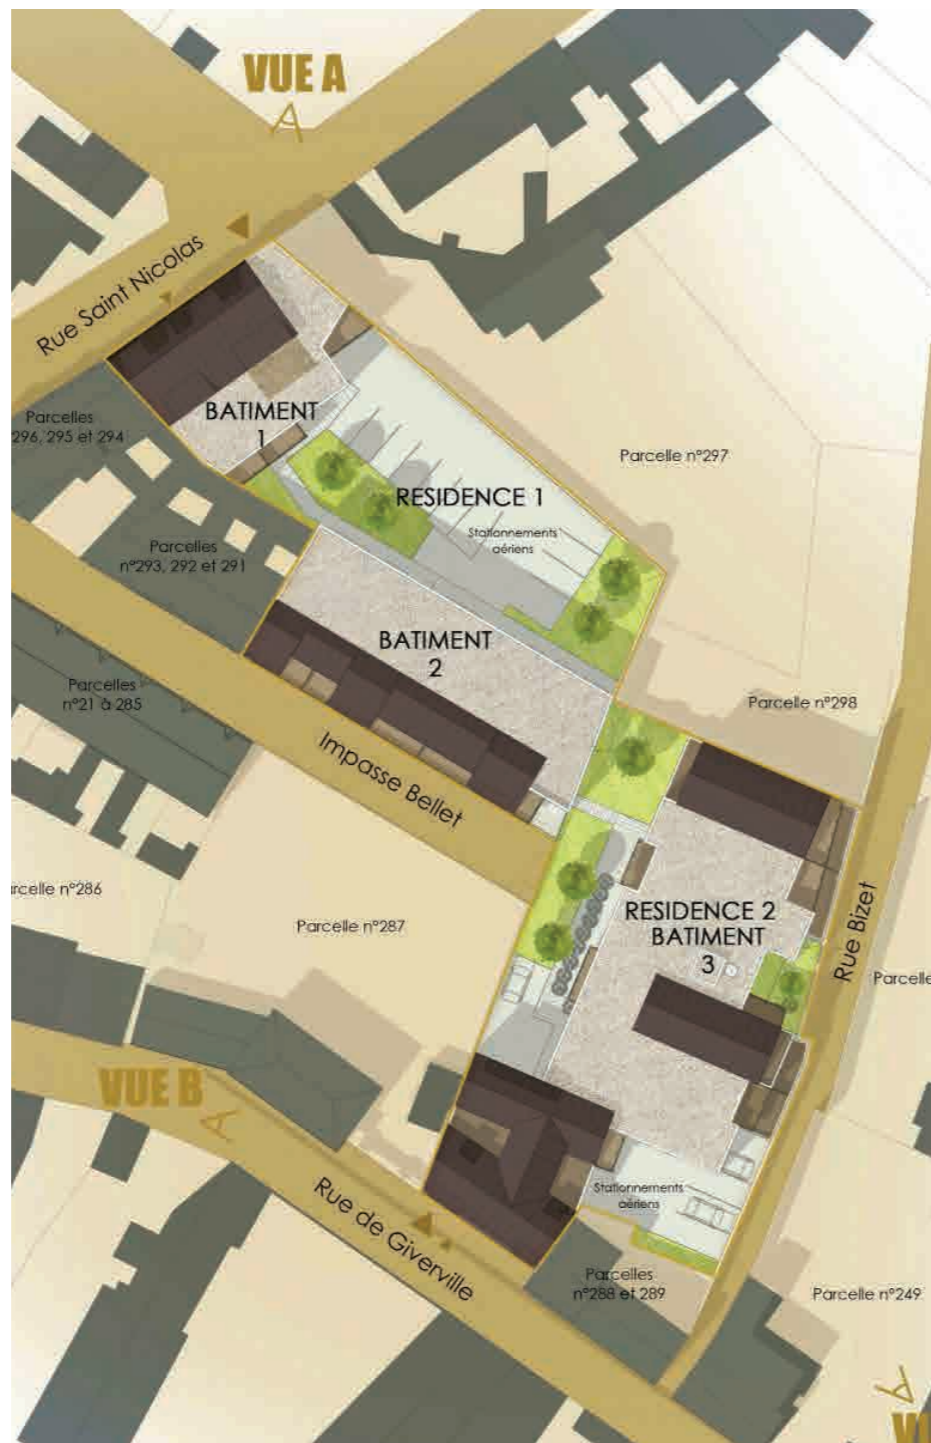 VUE A
Rue Saint Nicolas
Parcelles
296, 295 et 294
BATIMENT
1
Parcelle n°297
RESIDENCE 1
Stationnements
aériens
Parcelles
n°293, 292 et 291
BATIMENT
2
Parcelles
n°21 à 285
Parcelle n°298
Impasse Bellet
arcelle n°286
Parcelle n°287
RESIDENCE 2
BATIMENT
3
Rue Bizet
Parcelle
VUE B
Rue de Giverville
Stationnements
aériens
Parcelles
n°288 et 289
Parcelle n°249